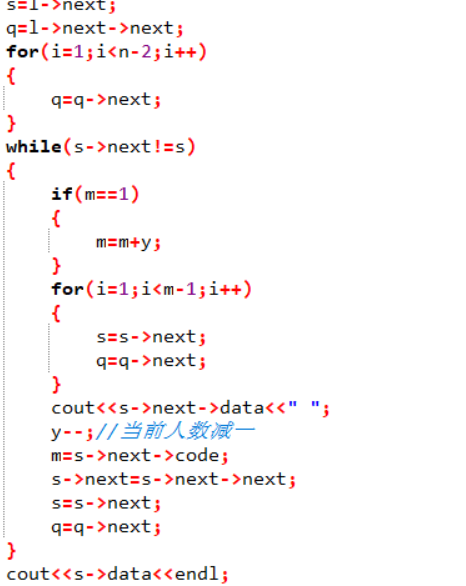 s=l->next;
q=l->next->next;
for(i=1;i<n-2;i++)
{
q=q->next;
}
while(s->next!=s)
{
if(m==1)
{
m=m+y;
}
for(i=1;i<m-1;i++)
{
s=s->next;
q=q->next;
}
cout<<s->next->data<<" ";
y--;//当前人数减一
m=s->next->code;
s->next=s->next->next;
s=s->next;
q=q->next;
}
cout<<s->data<<endl;